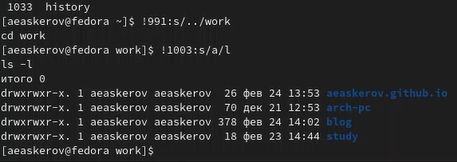 1033  history
[aeaskerov@fedora ~]$ !991:s/../work
cd work
[aeaskerov@fedora work]$ !1003:s/a/l
ls -l
итого 0
drwxrwxr-x. 1 aeaskerov aeaskerov  26 фев 24 13:53 aeaskerov.github.io
drwxrwxr-x. 1 aeaskerov aeaskerov  70 дек 21 12:53 arch-pc
drwxrwxr-x. 1 aeaskerov aeaskerov 378 фев 24 14:02 blog
drwxrwxr-x. 1 aeaskerov aeaskerov  18 фев 23 14:44 study
[aeaskerov@fedora work]$